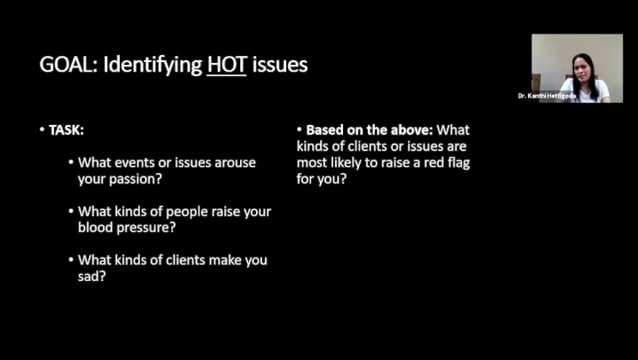 GOAL: Identifying HOT issues
Dr. Kanthi Hettigoda
• TASK:
• What events or issues arouse
your passion?
• What kinds of people raise your
blood pressure?
• What kinds of clients make you
sad?
• Based on the above: What
kinds of clients or issues are
most likely to raise a red flag
for you?